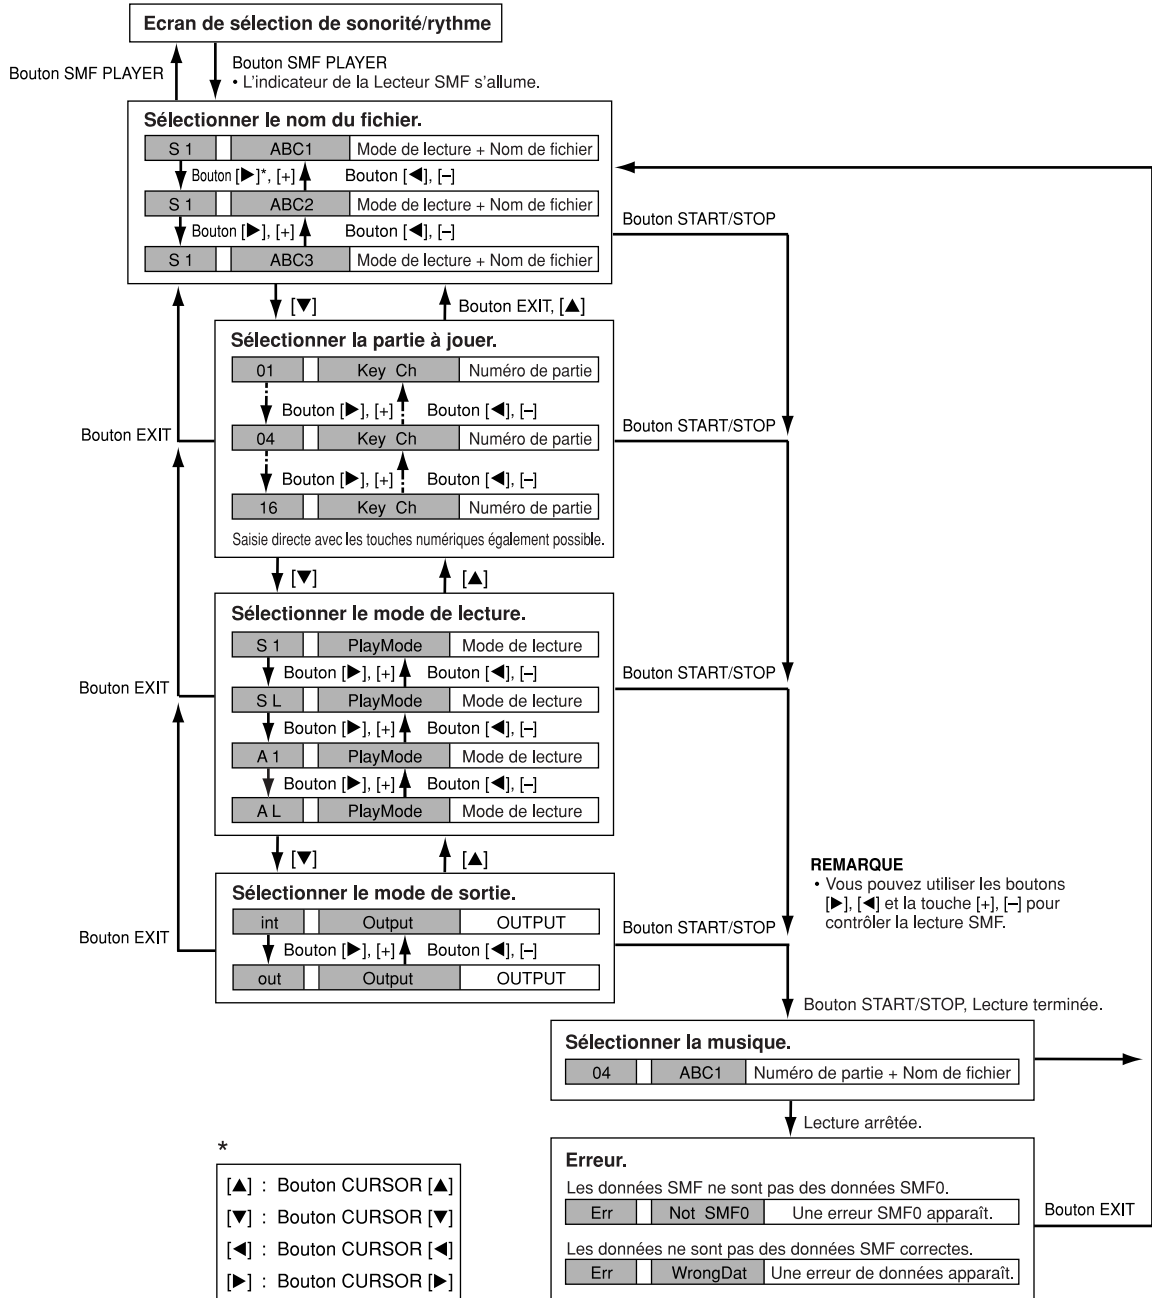 Ecran de sélection de sonorité/rythme
Bouton SMF PLAYER
Bouton SMF PLAYER
• L'indicateur de la Lecteur SMF s'allume.
Sélectionner le nom du fichier.
S 1 ABC1 Mode de lecture + Nom de fichier
Bouton [▶]*, [+] Bouton [◀], [–]
S 1 ABC2 Mode de lecture + Nom de fichier
Bouton [▶], [+] Bouton [◀], [–]
S 1 ABC3 Mode de lecture + Nom de fichier
Bouton START/STOP
[▼] Bouton EXIT, [▲]
Sélectionner la partie à jouer.
01 Key Ch Numéro de partie
Bouton [▶], [+] Bouton [◀], [–]
04 Key Ch Numéro de partie
Bouton [▶], [+] Bouton [◀], [–]
16 Key Ch Numéro de partie
Saisie directe avec les touches numériques également possible.
Bouton EXIT
Bouton START/STOP
[▼] [▲]
Sélectionner le mode de lecture.
S 1 PlayMode Mode de lecture
Bouton [▶], [+] Bouton [◀], [–]
S L PlayMode Mode de lecture
Bouton [▶], [+] Bouton [◀], [–]
A 1 PlayMode Mode de lecture
Bouton [▶], [+] Bouton [◀], [–]
A L PlayMode Mode de lecture
Bouton EXIT
Bouton START/STOP
[▼] [▲]
Sélectionner le mode de sortie.
int Output OUTPUT
Bouton [▶], [+] Bouton [◀], [–]
out Output OUTPUT
Bouton EXIT
Bouton START/STOP
REMARQUE
• Vous pouvez utiliser les boutons
[▶], [◀] et la touche [+], [–] pour
contrôler la lecture SMF.
Bouton START/STOP, Lecture terminée.
Sélectionner la musique.
04 ABC1 Numéro de partie + Nom de fichier
Lecture arrêtée.
Erreur.
Les données SMF ne sont pas des données SMF0.
Err Not SMF0 Une erreur SMF0 apparaît.
Les données ne sont pas des données SMF correctes.
Err WrongDat Une erreur de données apparaît.
Bouton EXIT
*
[▲] : Bouton CURSOR [▲]
[▼] : Bouton CURSOR [▼]
[◀] : Bouton CURSOR [◀]
[▶] : Bouton CURSOR [▶]